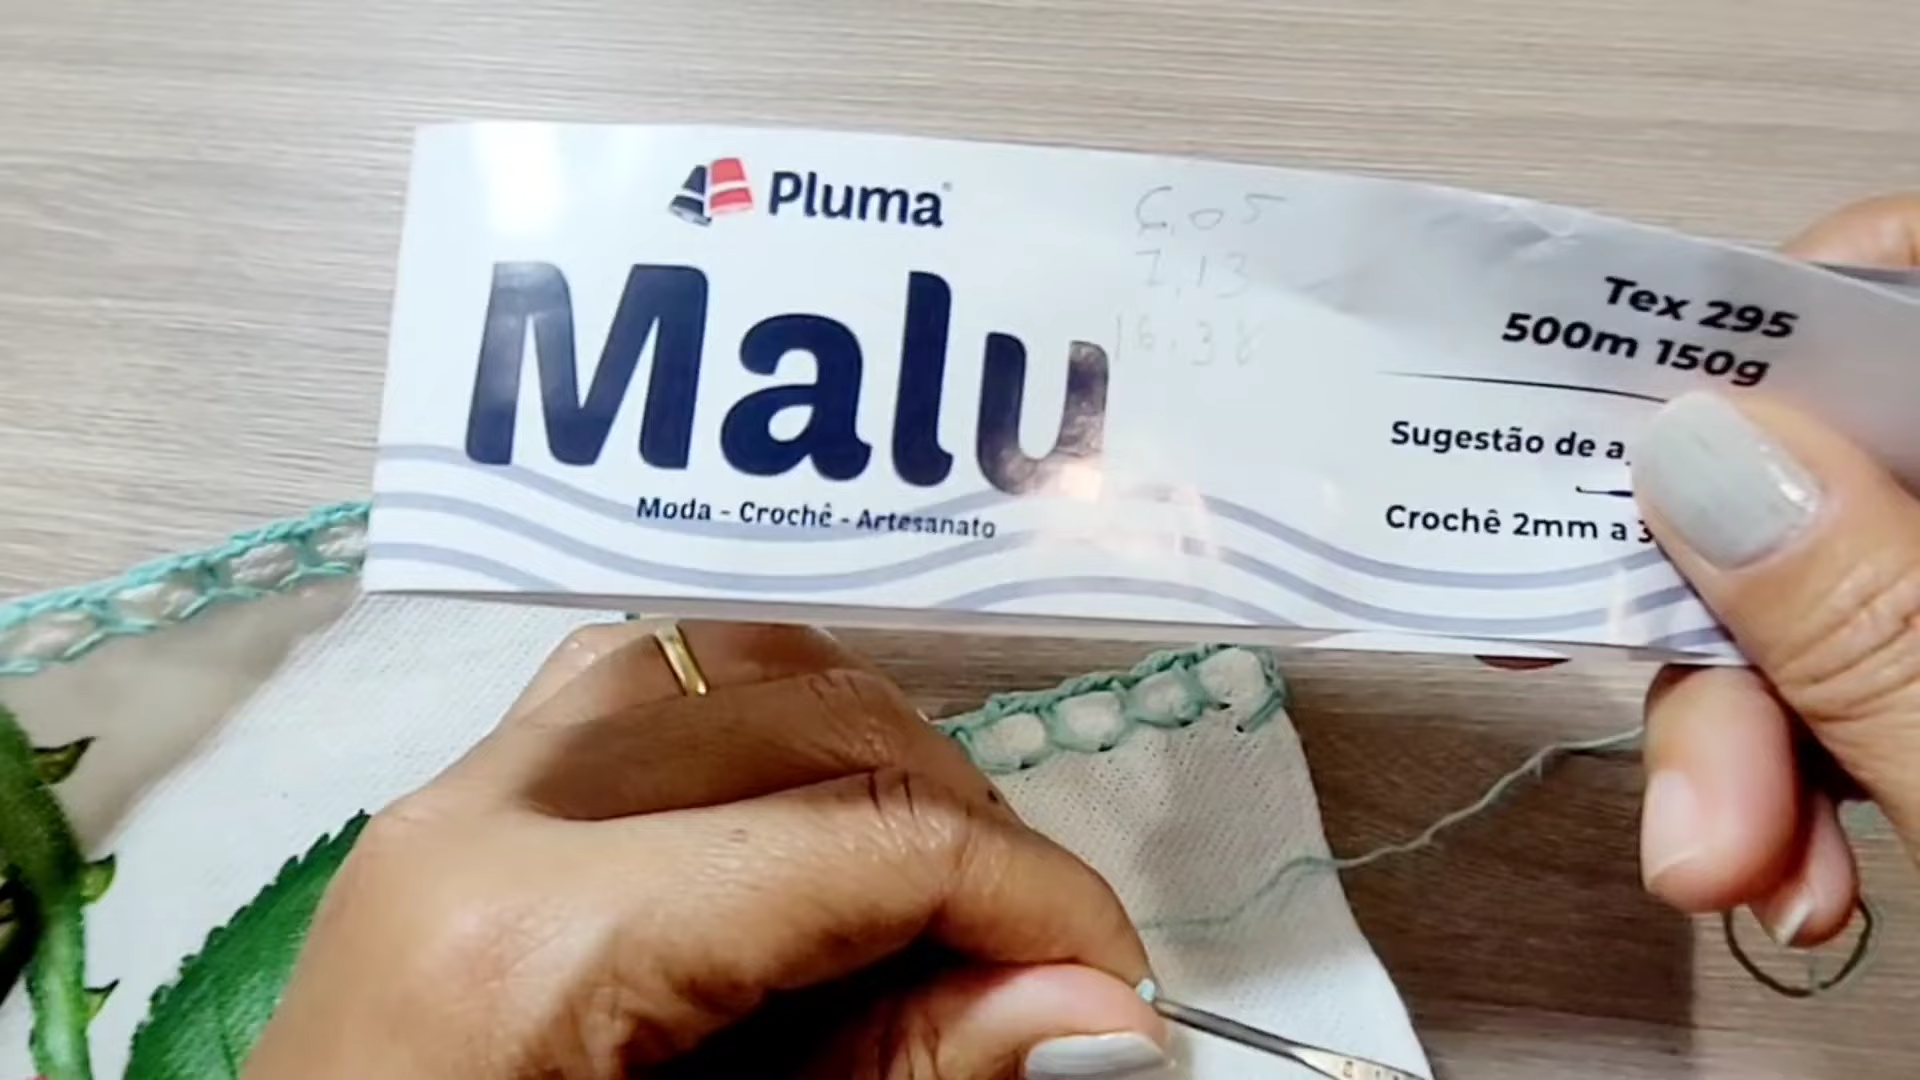 Pluma
Malu
Moda - Crochê - Artesanato
Tex 295
500m 150g
Sugestão de
Crochê 2mm a 3